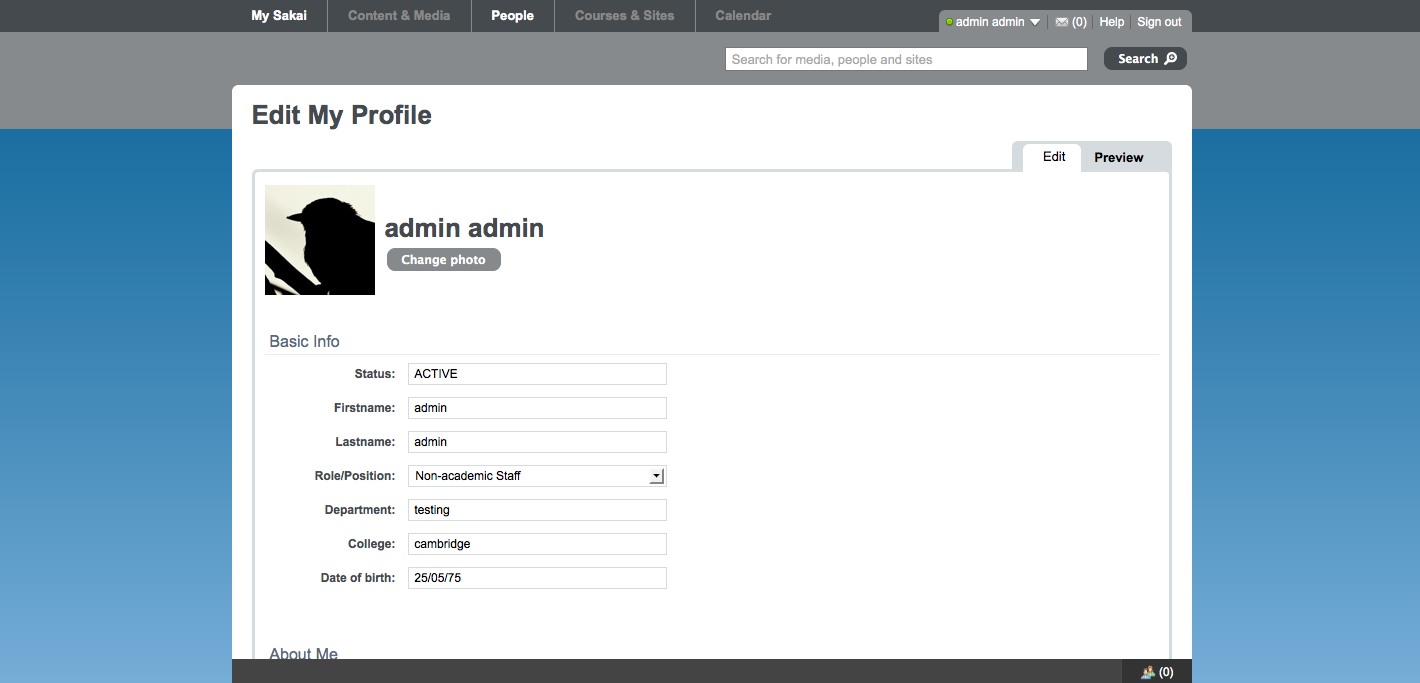 My Sakai Content & Media People Courses & Sites Calendar
admin admin (0) Help Sign out
Search for media, people and sites Search
Edit My Profile
Edit Preview
admin admin
Change photo
Basic Info
Status: ACTIVE
Firstname: admin
Lastname: admin
Role/Position: Non-academic Staff
Department: testing
College: cambridge
Date of birth: 25/05/75
About Me
(0)